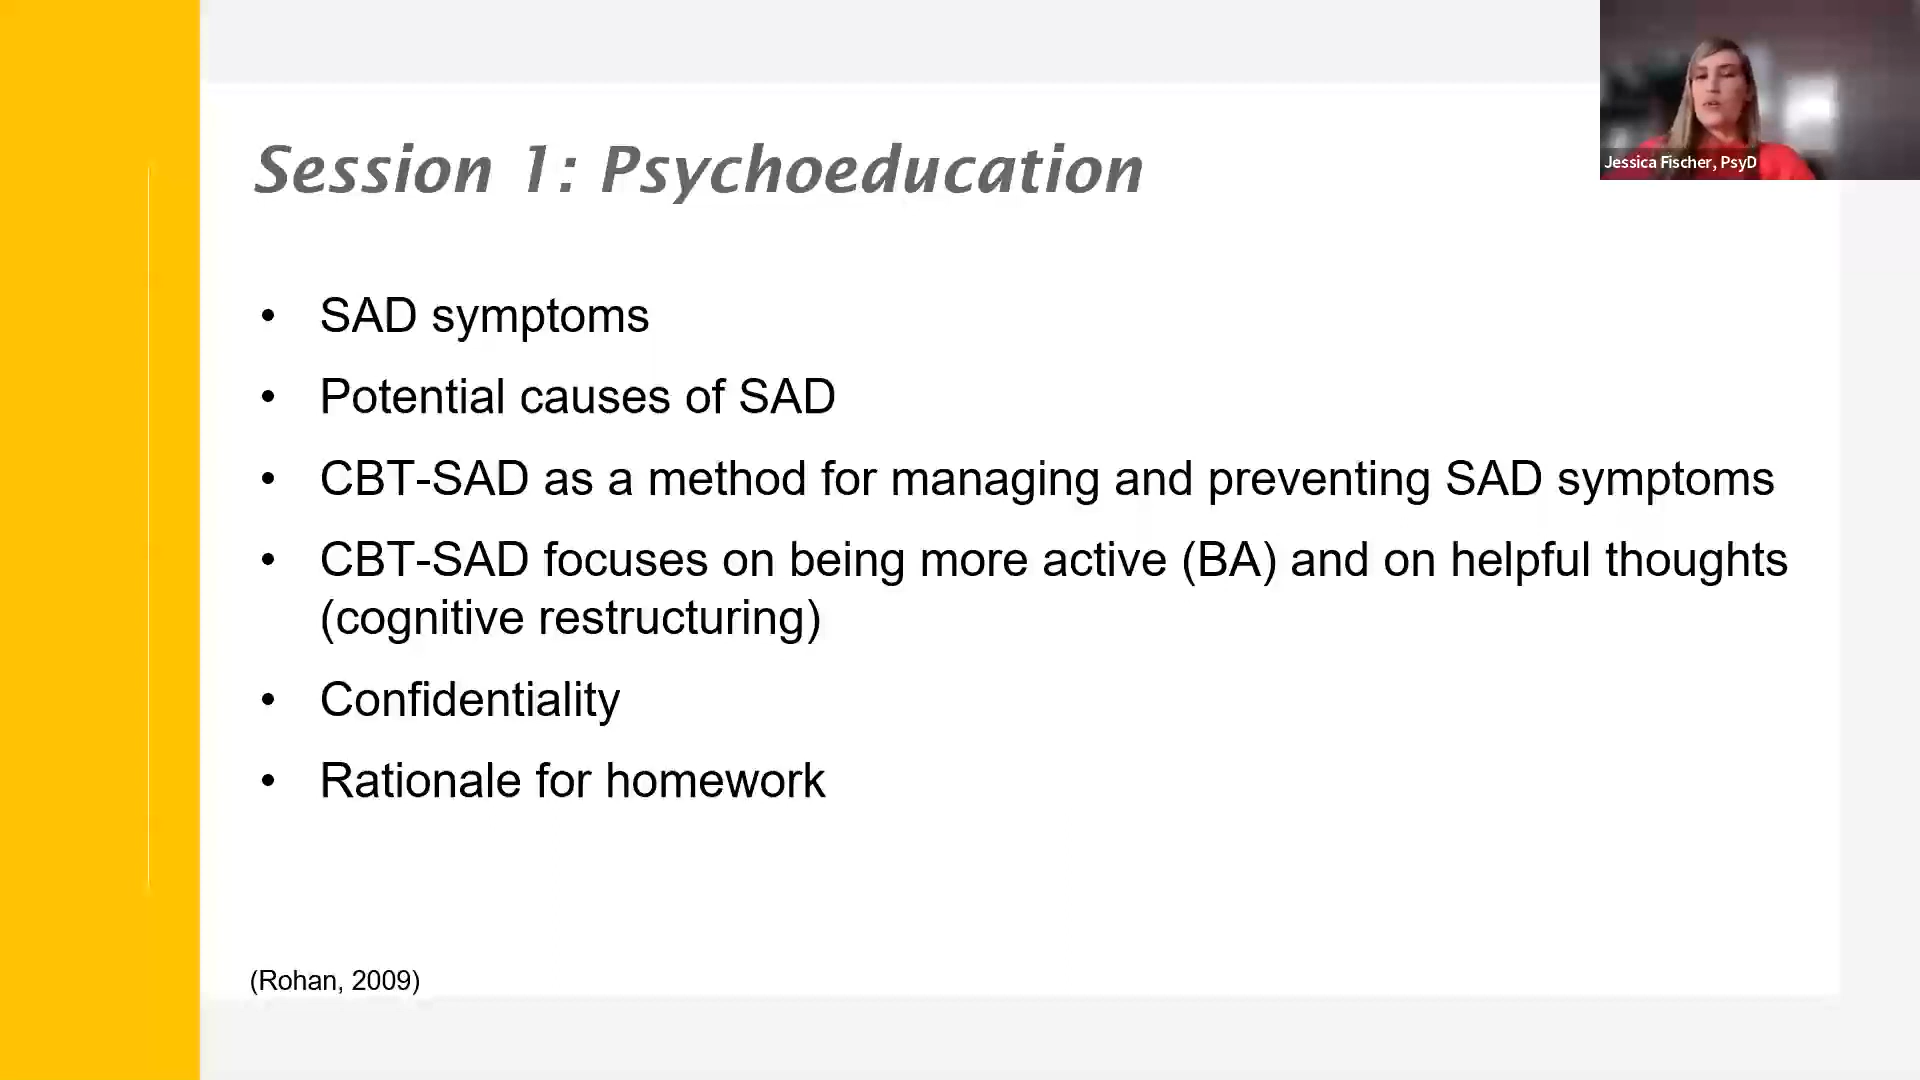 Session 1: Psychoeducation
Jessica Fischer, PsyD
• SAD symptoms
• Potential causes of SAD
• CBT-SAD as a method for managing and preventing SAD symptoms
• CBT-SAD focuses on being more active (BA) and on helpful thoughts
(cognitive restructuring)
• Confidentiality
• Rationale for homework
(Rohan, 2009)